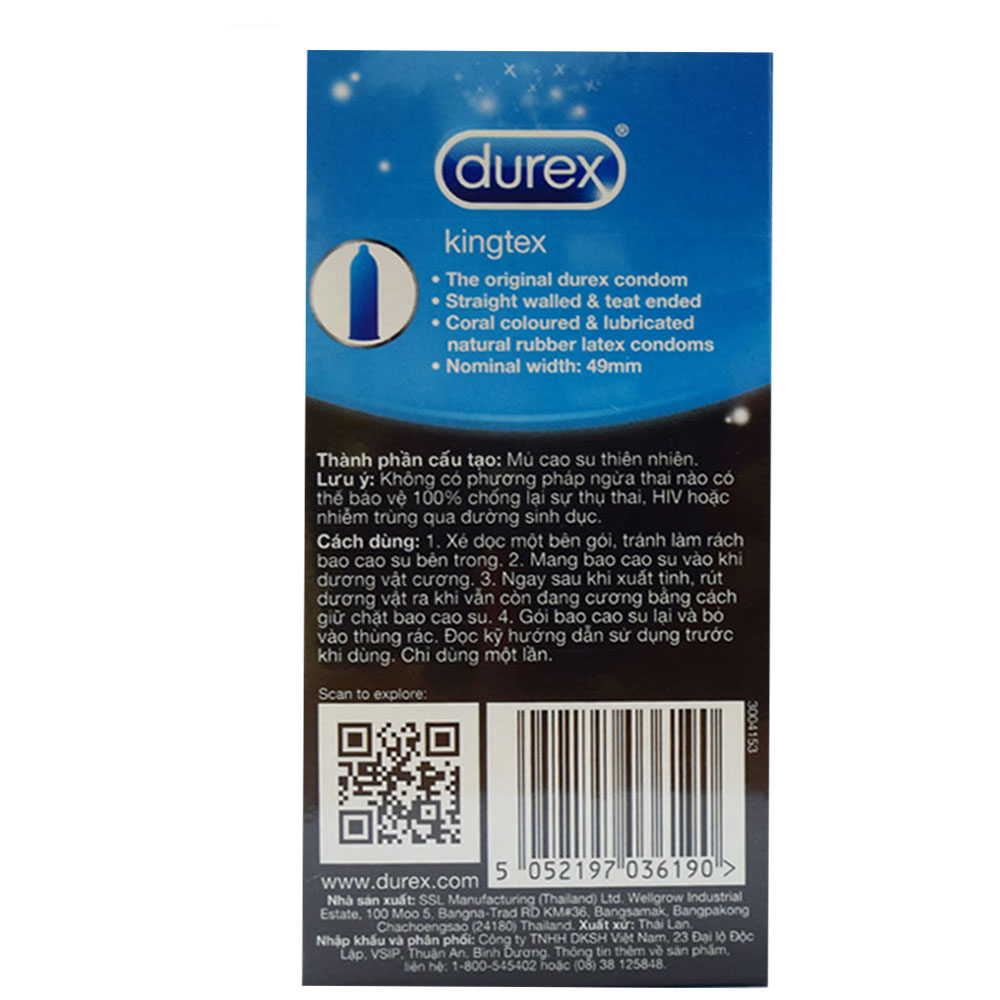 durex®
kingtex
• The original durex condom
• Straight walled & teat ended
• Coral coloured & lubricated
natural rubber latex condoms
• Nominal width: 49mm
Thành phần cấu tạo: Mủ cao su thiên nhiên.
Lưu ý: Không có phương pháp ngừa thai nào có
thể bảo vệ 100% chống lại sự thụ thai, HIV hoặc
nhiễm trùng qua đường sinh dục.
Cách dùng: 1. Xé dọc một bên gói, tránh làm rách
bao cao su bên trong. 2. Mang bao cao su vào khi
dương vật cương. 3. Ngay sau khi xuất tinh, rút
dương vật ra khi vẫn còn đang cương bằng cách
giữ chặt bao cao su. 4. Gói bao cao su lại và bỏ
vào thùng rác. Đọc kỹ hướng dẫn sử dụng trước
khi dùng. Chỉ dùng một lần.
Scan to explore:
3004153
5 052197 036190 >
www.durex.com
Nhà sản xuất: SSL Manufacturing (Thailand) Ltd. Wellgrow Industrial
Estate, 100 Moo 5, Bangna-Trad RD KM#36, Bangsamak, Bangpakong
Chachoengsao (24180) Thailand. Xuất xứ: Thái Lan.
Nhập khẩu và phân phối: Công ty TNHH DKSH Việt Nam, 23 Đại lộ Độc
Lập, VSIP, Thuận An, Bình Dương. Thông tin thêm về sản phẩm,
liên hệ: 1-800-545402 hoặc (08) 38 125848.